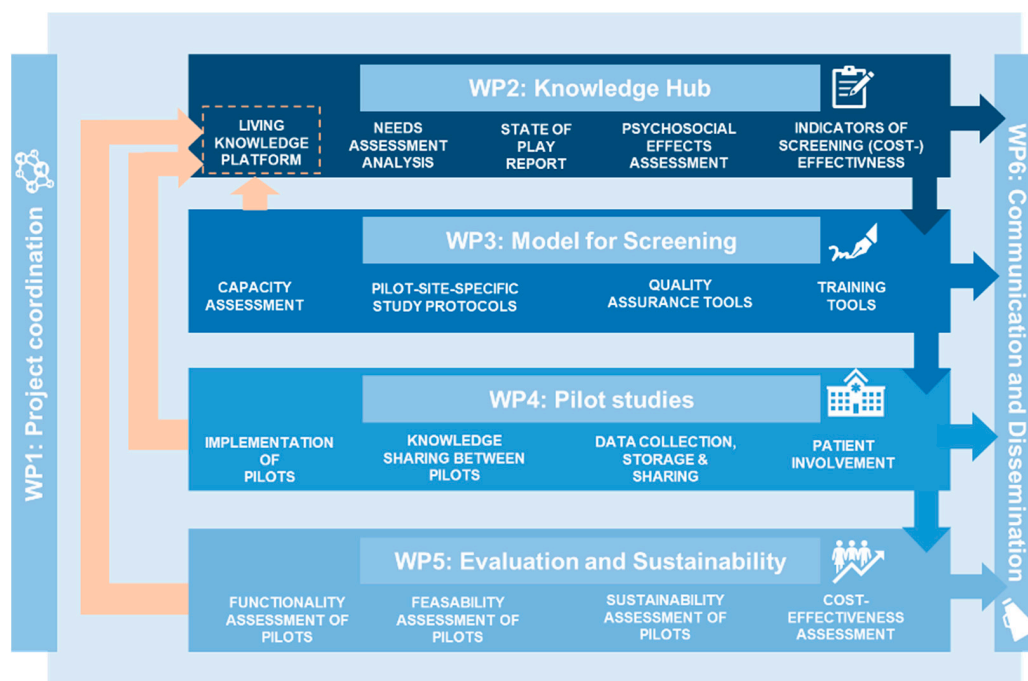 WP1: Project coordination
WP2: Knowledge Hub
LIVING
KNOWLEDGE
PLATFORM
NEEDS
ASSESSMENT
ANALYSIS
STATE OF
PLAY
REPORT
PSYCHOSOCIAL
EFFECTS
ASSESSMENT
INDICATORS OF
SCREENING (COST-)
EFFECTIVNESS
WP3: Model for Screening
CAPACITY
ASSESSMENT
PILOT-SITE-SPECIFIC
STUDY PROTOCOLS
QUALITY
ASSURANCE TOOLS
TRAINING
TOOLS
WP4: Pilot studies
IMPLEMENTATION
OF
PILOTS
KNOWLEDGE
SHARING BETWEEN
PILOTS
DATA COLLECTION,
STORAGE &
SHARING
PATIENT
INVOLVEMENT
WP5: Evaluation and Sustainability
FUNCTIONALITY
ASSESSMENT OF
PILOTS
FEASABILITY
ASSESSMENT OF
PILOTS
SUSTAINABILITY
ASSESSMENT OF
PILOTS
COST-
EFFECTIVENESS
ASSESSMENT
WP6: Communication and Dissemination